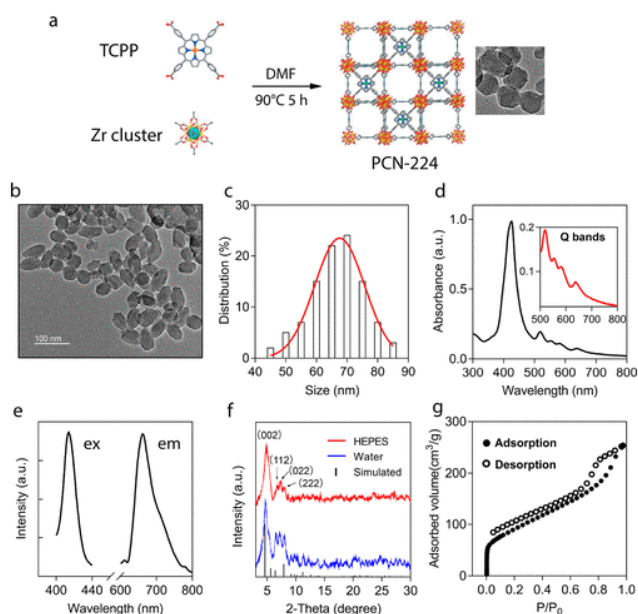 a
TCPP
Zr cluster
DMF
90°C 5 h
PCN-224
b
100 nm
c
Distribution (%)
30
20
10
0
40 50 60 70 80 90
Size (nm)
d
Absorbance (a.u.)
1.0
0.5
0.0
300 400 500 600 700 800
Wavelength (nm)
Q bands
0.2
0.1
500 600 700 800
e
ex
em
Intensity (a.u.)
400 440 600 700 800
Wavelength (nm)
f
(002)
(112)
(022)
(222)
HEPES
Water
Simulated
Intensity (a.u.)
5 10 15 20 25 30
2-Theta (degree)
g
Adsorption
Desorption
Adsorbed volume(cm³/g)
300
200
100
0
0.0 0.2 0.4 0.6 0.8 1.0
P/P₀